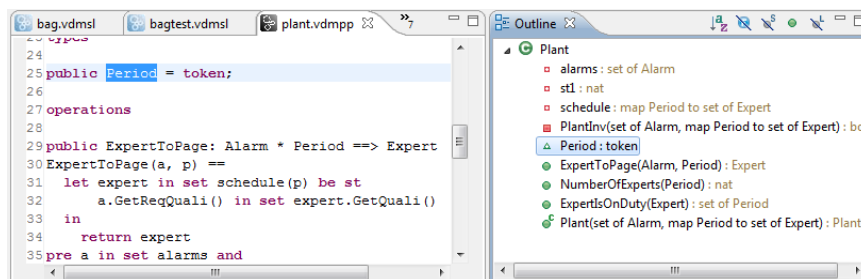 bag.vdmsl
bagtest.vdmsl
plant.vdmpp
»7
23 types
24
25 public Period = token;
26
27 operations
28
29 public ExpertToPage: Alarm * Period ==> Expert
30 ExpertToPage(a, p) ==
31 let expert in set schedule(p) be st
32 a.GetReqQuali() in set expert.GetQuali()
33 in
34 return expert
35 pre a in set alarms and
Outline
Plant
alarms : set of Alarm
st1 : nat
schedule : map Period to set of Expert
PlantInv(set of Alarm, map Period to set of Expert) : bo
Period : token
ExpertToPage(Alarm, Period) : Expert
NumberOfExperts(Period) : nat
ExpertIsOnDuty(Expert) : set of Period
Plant(set of Alarm, map Period to set of Expert) : Plant